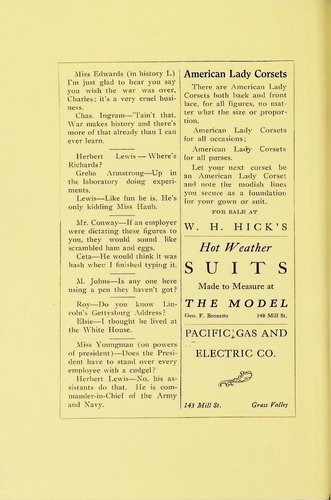 Miss Edwards (in history L)
I'm just glad to hear you say
you wish the war was over,
Charles; it's a very cruel busi-
ness.
Chas. Ingram—'Tain't that.
War makes history and there's
more of that already than I can
ever learn.
Herbert Lewis—Where's
Richards?
Greba Armstrong—Up in
the laboratory doing experi-
ments.
Lewis—Like fun he is. He's
only kidding Miss Hauh.
Mr. Conway—If an employer
were dictating these figures to
you, they would sound like
scrambled ham and eggs.
Ceta—He would think it was
hash when I finished typing it.
M. Johns—Is any one here
using a pen they haven't got?
Roy—Do you know Lin-
coln's Gettysburg Address?
Elsie—I thought he lived at
the White House.
Miss Youngman (on powers
of president)—Does the Presi-
dent have to stand over every
employee with a cudgel?
Herbert Lewis—No, his as-
sistants do that. He is com-
mander-in-Chief of the Army
and Navy.
American Lady Corsets
There are American Lady
Corsets both back and front
lace, for all figures, no mat-
ter what the size or propor-
tion.
American Lady Corsets
for all occasions;
American Lady Corsets
for all purses.
Let your next corset be
an American Lady Corset
and note the modish lines
you secure as a foundation
for your gown or suit.
FOR SALE AT
W. H. HICK'S
Hot Weather
SUITS
Made to Measure at
THE MODEL
Geo. F. Bennetts 140 Mill St.
PACIFIC GAS AND
ELECTRIC CO.
143 Mill St. Grass Valley